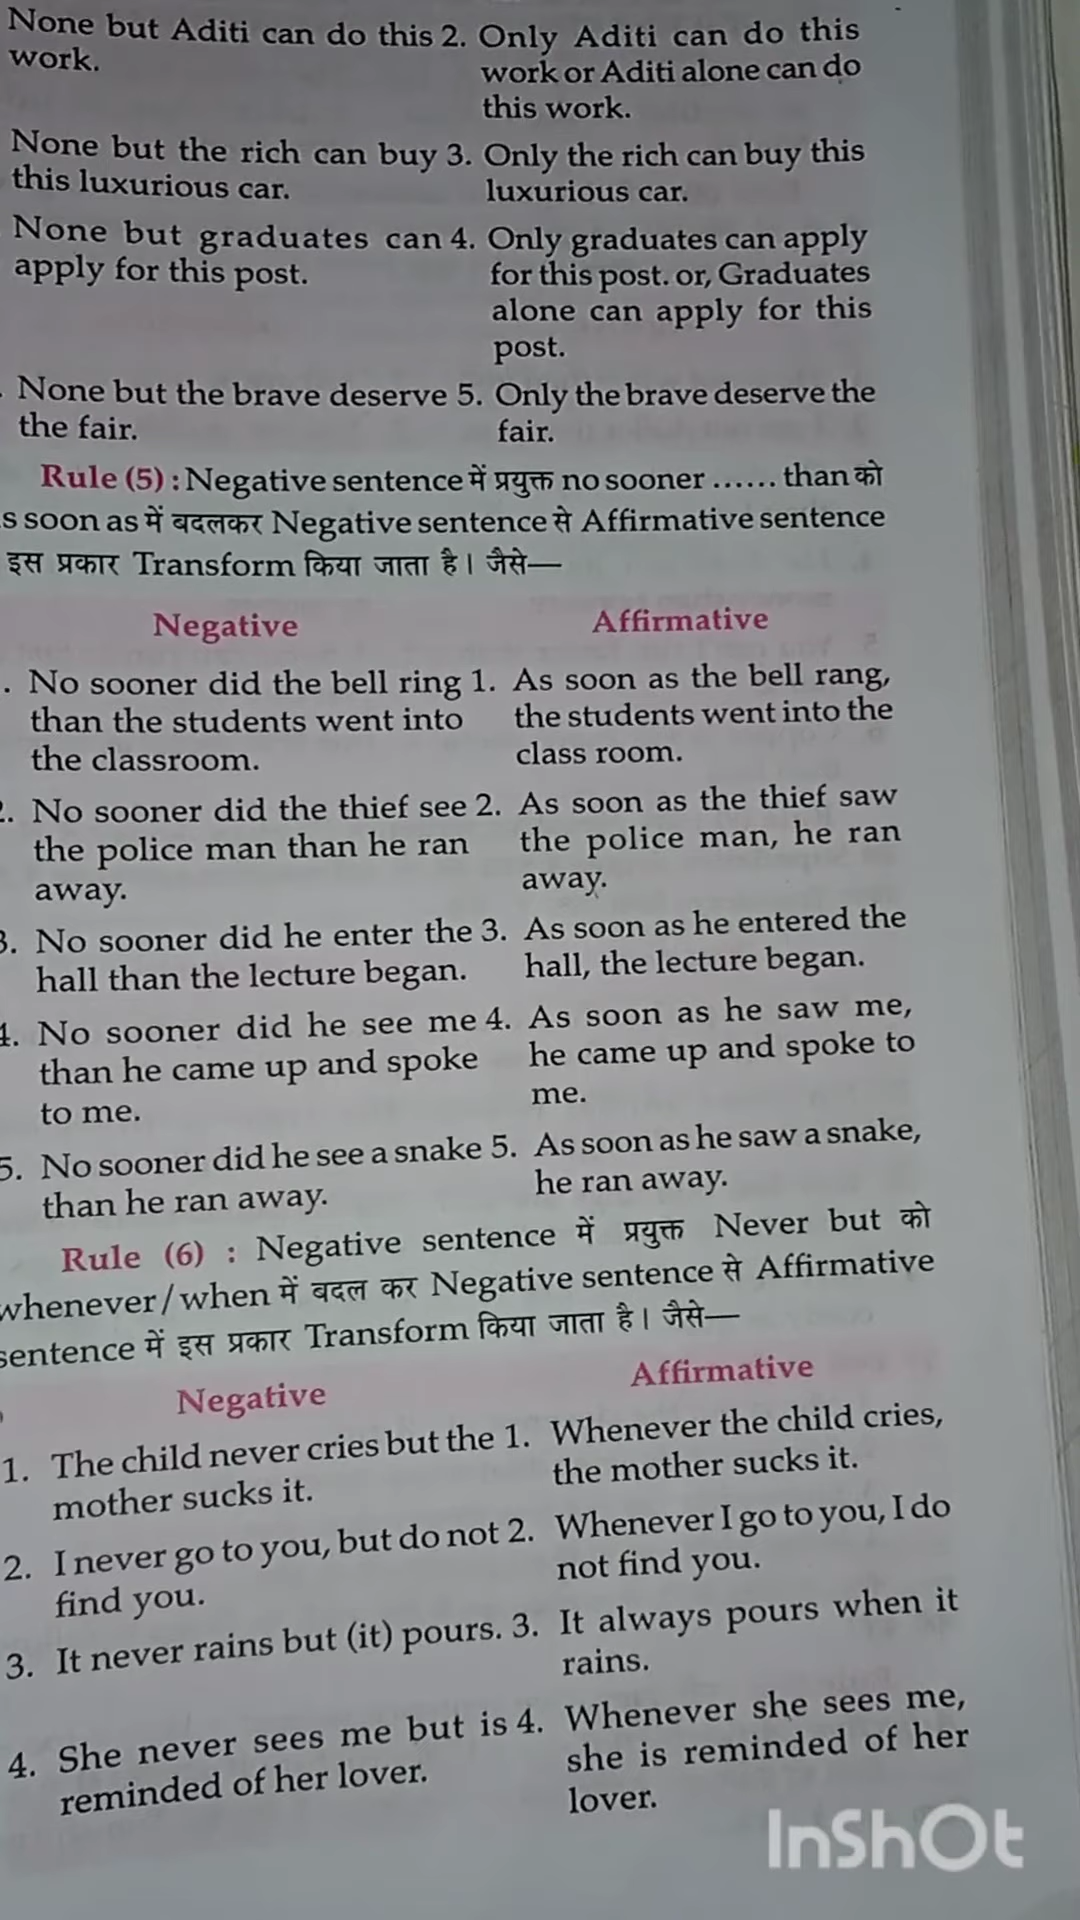 None but Aditi can do this 2. Only Aditi can do this
work. work or Aditi alone can do
this work.
None but the rich can buy 3. Only the rich can buy this
this luxurious car. luxurious car.
None but graduates can 4. Only graduates can apply
apply for this post. for this post. or, Graduates
alone can apply for this
post.
None but the brave deserve 5. Only the brave deserve the
the fair. fair.
Rule (5) : Negative sentence में प्रयुक्त no sooner ...... than को
s soon as में बदलकर Negative sentence से Affirmative sentence
इस प्रकार Transform किया जाता है। जैसे—
Negative Affirmative
. No sooner did the bell ring 1. As soon as the bell rang,
than the students went into the students went into the
the classroom. class room.
2. No sooner did the thief see 2. As soon as the thief saw
the police man than he ran the police man, he ran
away. away.
3. No sooner did he enter the 3. As soon as he entered the
hall than the lecture began. hall, the lecture began.
4. No sooner did he see me 4. As soon as he saw me,
than he came up and spoke he came up and spoke to
to me. me.
5. No sooner did he see a snake 5. As soon as he saw a snake,
than he ran away. he ran away.
Rule (6) : Negative sentence में प्रयुक्त Never but को
whenever/when में बदल कर Negative sentence से Affirmative
sentence में इस प्रकार Transform किया जाता है। जैसे—
Negative Affirmative
1. The child never cries but the 1. Whenever the child cries,
mother sucks it. the mother sucks it.
2. I never go to you, but do not 2. Whenever I go to you, I do
find you. not find you.
3. It never rains but (it) pours. 3. It always pours when it
rains.
4. She never sees me but is 4. Whenever she sees me,
reminded of her lover. she is reminded of her
lover.
InShOt